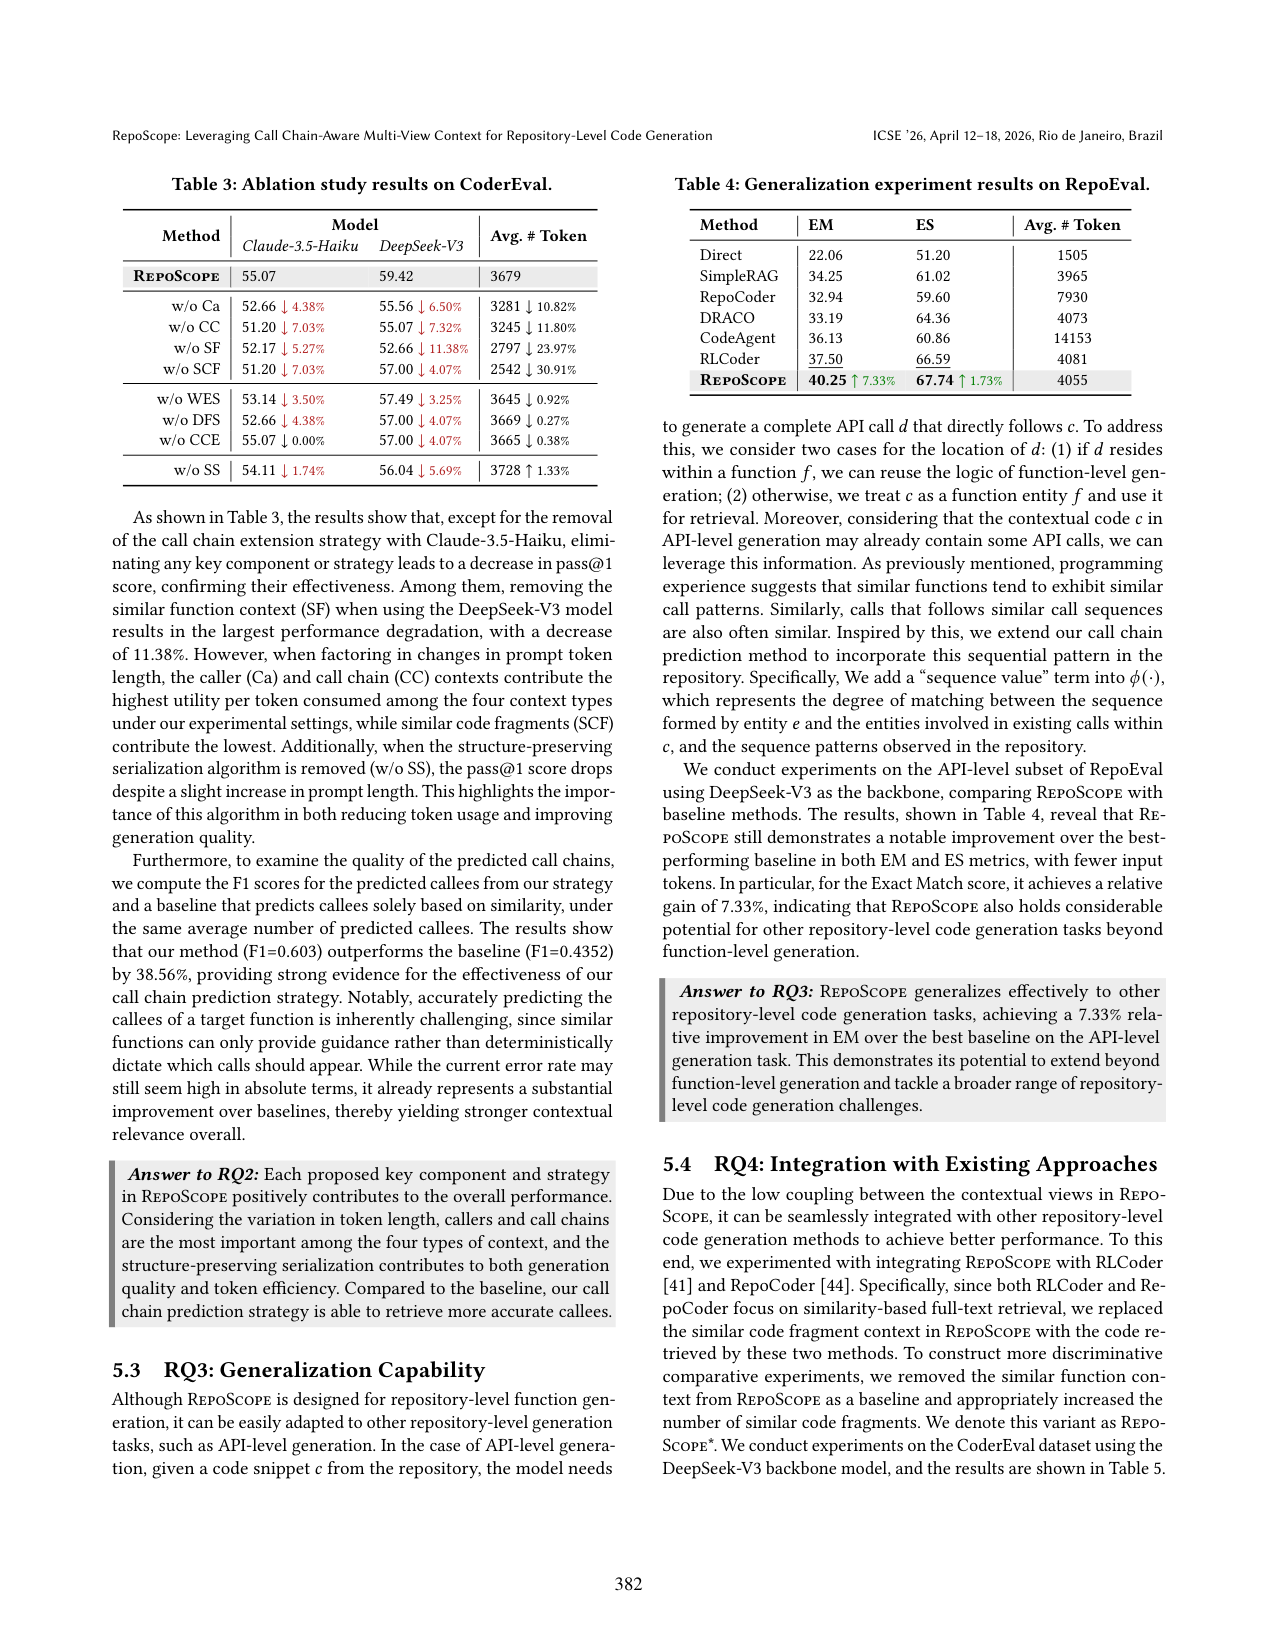 RepoScope: Leveraging Call Chain-Aware Multi-View Context for Repository-Level Code Generation
ICSE ’26, April 12–18, 2026, Rio de Janeiro, Brazil
Table 3: Ablation study results on CoderEval.
Method Model Avg. # Token
Claude-3.5-Haiku DeepSeek-V3
RepoScope 55.07 59.42 3679
w/o Ca 52.66 ↓ 4.38% 55.56 ↓ 6.50% 3281 ↓ 10.82%
w/o CC 51.20 ↓ 7.03% 55.07 ↓ 7.32% 3245 ↓ 11.80%
w/o SF 52.17 ↓ 5.27% 52.66 ↓ 11.38% 2797 ↓ 23.97%
w/o SCF 51.20 ↓ 7.03% 57.00 ↓ 4.07% 2542 ↓ 30.91%
w/o WES 53.14 ↓ 3.50% 57.49 ↓ 3.25% 3645 ↓ 0.92%
w/o DFS 52.66 ↓ 4.38% 57.00 ↓ 4.07% 3669 ↓ 0.27%
w/o CCE 55.07 ↓ 0.00% 57.00 ↓ 4.07% 3665 ↓ 0.38%
w/o SS 54.11 ↓ 1.74% 56.04 ↓ 5.69% 3728 ↑ 1.33%
As shown in Table 3, the results show that, except for the removal
of the call chain extension strategy with Claude-3.5-Haiku, elimi-
nating any key component or strategy leads to a decrease in pass@1
score, confirming their effectiveness. Among them, removing the
similar function context (SF) when using the DeepSeek-V3 model
results in the largest performance degradation, with a decrease
of 11.38%. However, when factoring in changes in prompt token
length, the caller (Ca) and call chain (CC) contexts contribute the
highest utility per token consumed among the four context types
under our experimental settings, while similar code fragments (SCF)
contribute the lowest. Additionally, when the structure-preserving
serialization algorithm is removed (w/o SS), the pass@1 score drops
despite a slight increase in prompt length. This highlights the impor-
tance of this algorithm in both reducing token usage and improving
generation quality.
Furthermore, to examine the quality of the predicted call chains,
we compute the F1 scores for the predicted callees from our strategy
and a baseline that predicts callees solely based on similarity, under
the same average number of predicted callees. The results show
that our method (F1=0.603) outperforms the baseline (F1=0.4352)
by 38.56%, providing strong evidence for the effectiveness of our
call chain prediction strategy. Notably, accurately predicting the
callees of a target function is inherently challenging, since similar
functions can only provide guidance rather than deterministically
dictate which calls should appear. While the current error rate may
still seem high in absolute terms, it already represents a substantial
improvement over baselines, thereby yielding stronger contextual
relevance overall.
Answer to RQ2: Each proposed key component and strategy
in RepoScope positively contributes to the overall performance.
Considering the variation in token length, callers and call chains
are the most important among the four types of context, and the
structure-preserving serialization contributes to both generation
quality and token efficiency. Compared to the baseline, our call
chain prediction strategy is able to retrieve more accurate callees.
5.3 RQ3: Generalization Capability
Although RepoScope is designed for repository-level function gen-
eration, it can be easily adapted to other repository-level generation
tasks, such as API-level generation. In the case of API-level genera-
tion, given a code snippet c from the repository, the model needs
Table 4: Generalization experiment results on RepoEval.
Method EM ES Avg. # Token
Direct 22.06 51.20 1505
SimpleRAG 34.25 61.02 3965
RepoCoder 32.94 59.60 7930
DRACO 33.19 64.36 4073
CodeAgent 36.13 60.86 14153
RLCoder 37.50 66.59 4081
RepoScope 40.25 ↑ 7.33% 67.74 ↑ 1.73% 4055
to generate a complete API call d that directly follows c. To address
this, we consider two cases for the location of d: (1) if d resides
within a function f, we can reuse the logic of function-level gen-
eration; (2) otherwise, we treat c as a function entity f and use it
for retrieval. Moreover, considering that the contextual code c in
API-level generation may already contain some API calls, we can
leverage this information. As previously mentioned, programming
experience suggests that similar functions tend to exhibit similar
call patterns. Similarly, calls that follows similar call sequences
are also often similar. Inspired by this, we extend our call chain
prediction method to incorporate this sequential pattern in the
repository. Specifically, We add a “sequence value” term into ϕ(·),
which represents the degree of matching between the sequence
formed by entity e and the entities involved in existing calls within
c, and the sequence patterns observed in the repository.
We conduct experiments on the API-level subset of RepoEval
using DeepSeek-V3 as the backbone, comparing RepoScope with
baseline methods. The results, shown in Table 4, reveal that Re-
poScope still demonstrates a notable improvement over the best-
performing baseline in both EM and ES metrics, with fewer input
tokens. In particular, for the Exact Match score, it achieves a relative
gain of 7.33%, indicating that RepoScope also holds considerable
potential for other repository-level code generation tasks beyond
function-level generation.
Answer to RQ3: RepoScope generalizes effectively to other
repository-level code generation tasks, achieving a 7.33% rela-
tive improvement in EM over the best baseline on the API-level
generation task. This demonstrates its potential to extend beyond
function-level generation and tackle a broader range of repository-
level code generation challenges.
5.4 RQ4: Integration with Existing Approaches
Due to the low coupling between the contextual views in Repo-
Scope, it can be seamlessly integrated with other repository-level
code generation methods to achieve better performance. To this
end, we experimented with integrating RepoScope with RLCoder
[41] and RepoCoder [44]. Specifically, since both RLCoder and Re-
poCoder focus on similarity-based full-text retrieval, we replaced
the similar code fragment context in RepoScope with the code re-
trieved by these two methods. To construct more discriminative
comparative experiments, we removed the similar function con-
text from RepoScope as a baseline and appropriately increased the
number of similar code fragments. We denote this variant as Repo-
Scope*. We conduct experiments on the CoderEval dataset using the
DeepSeek-V3 backbone model, and the results are shown in Table 5.
382